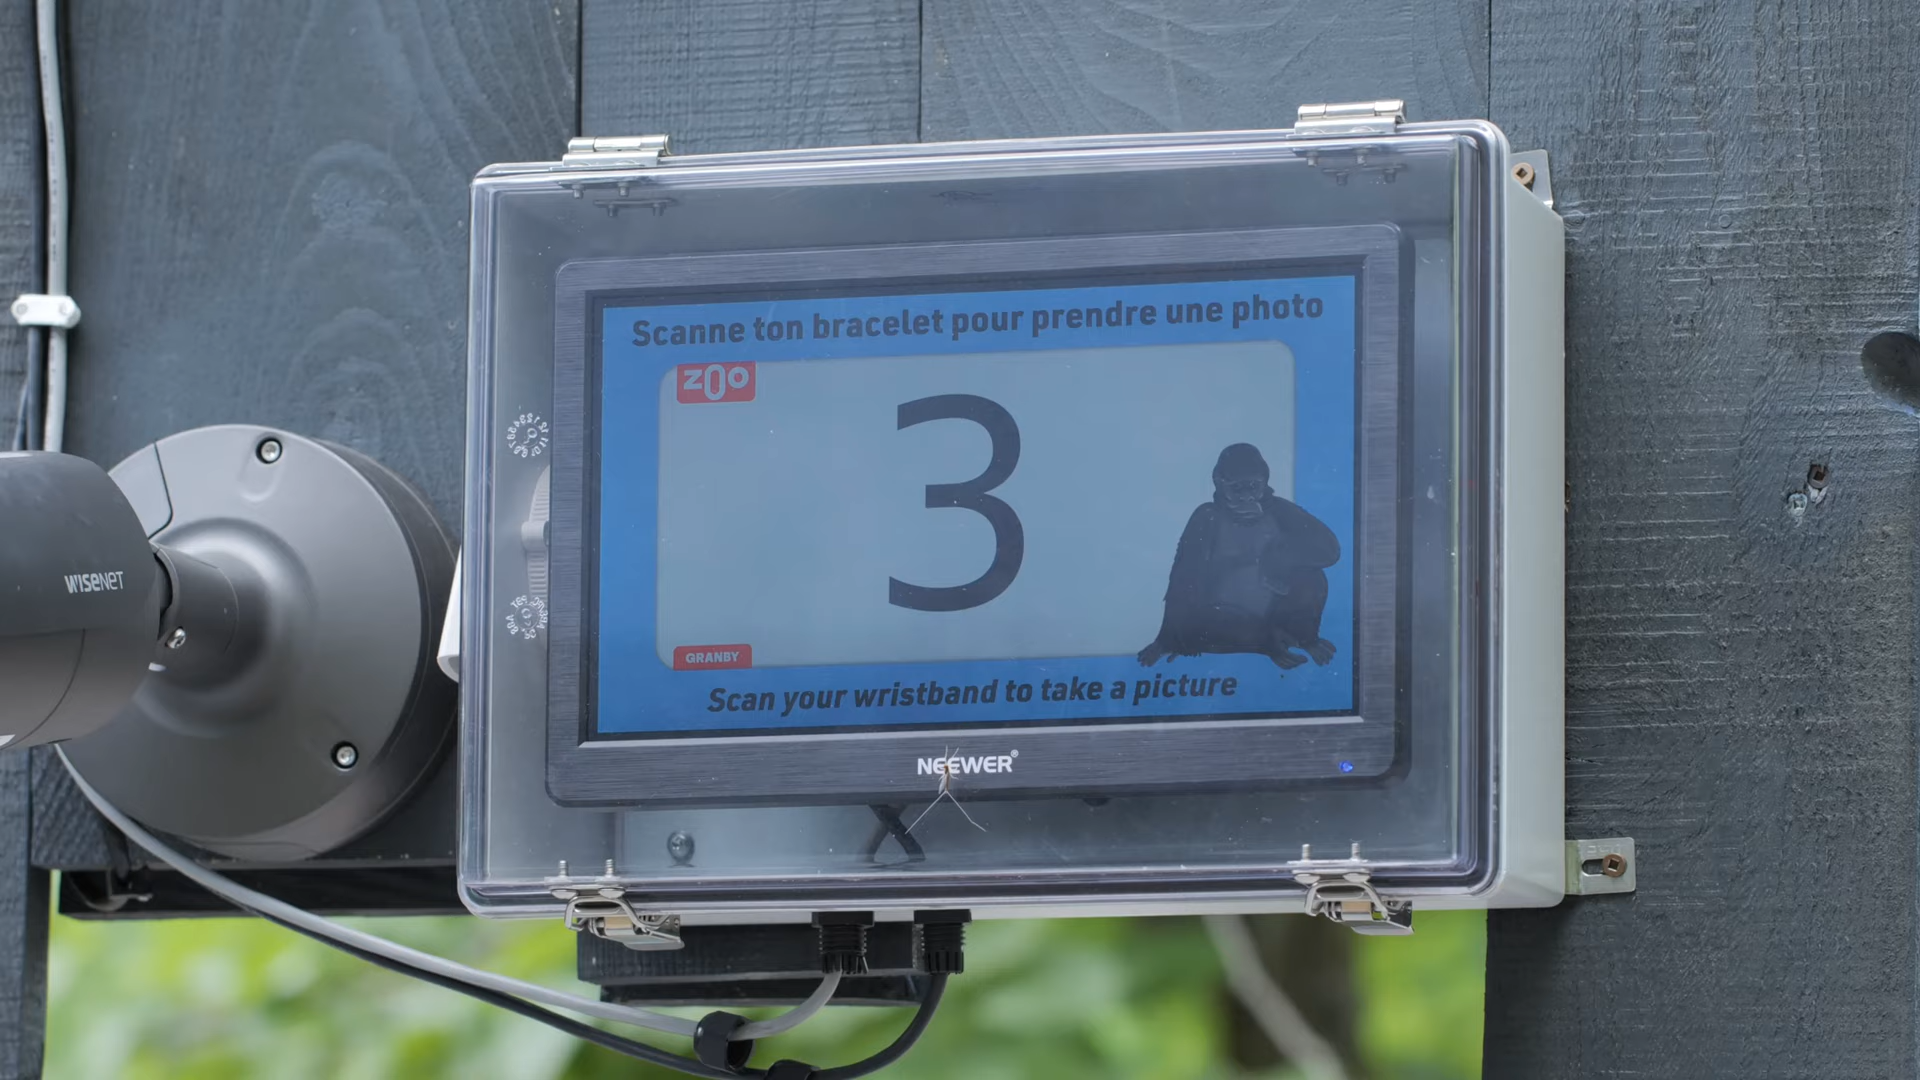 Scanne ton bracelet pour prendre une photo
ZOO
3
WISENET
GRANBY
Scan your wristband to take a picture
NEEWER®